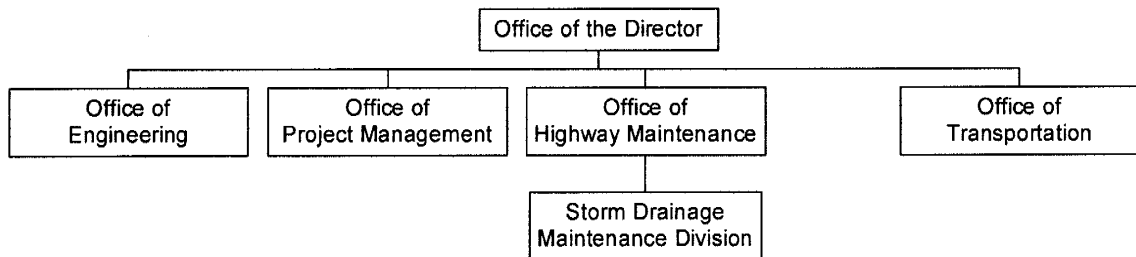 Office of the Director
Office of
Engineering
Office of
Project Management
Office of
Highway Maintenance
Office of
Transportation
Storm Drainage
Maintenance Division